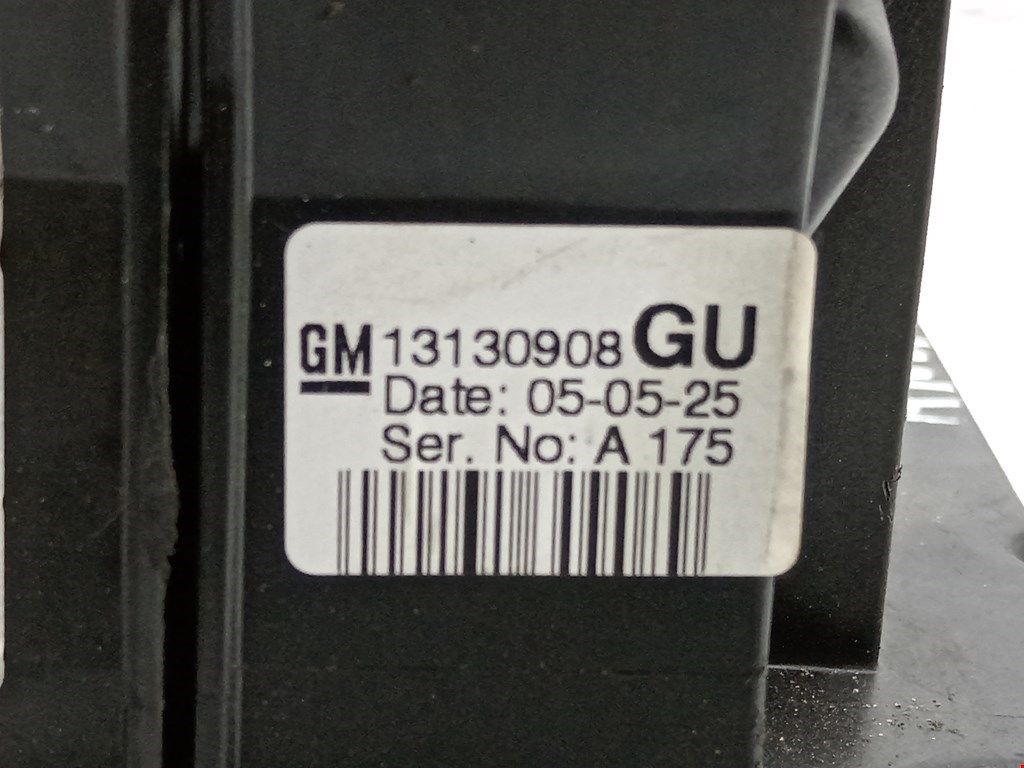 GM 13130908 GU
Date: 05-05-25
Ser. No: A 175